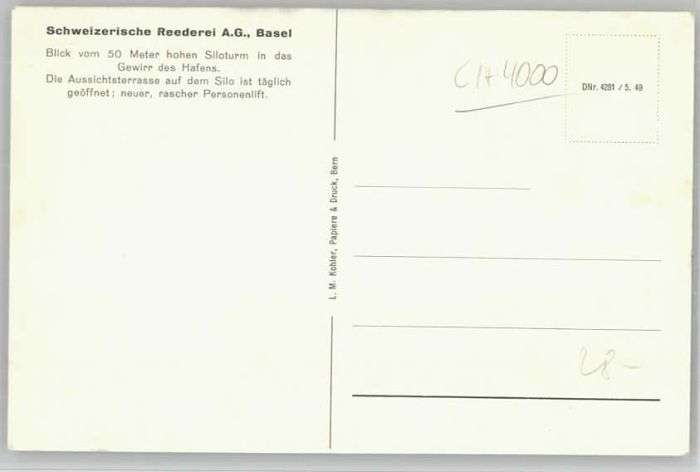 Schweizerische Reederei A.G., Basel
Blick vom 50 Meter hohen Siloturm in das
Gewirr des Hafens.
Die Aussichtsterrasse auf dem Silo ist täglich
geöffnet; neuer, rascher Personenlift.
L. M. Kohler, Papiere & Druck, Bern
CH 4000
DNr. 4281 / 5. 49
28-